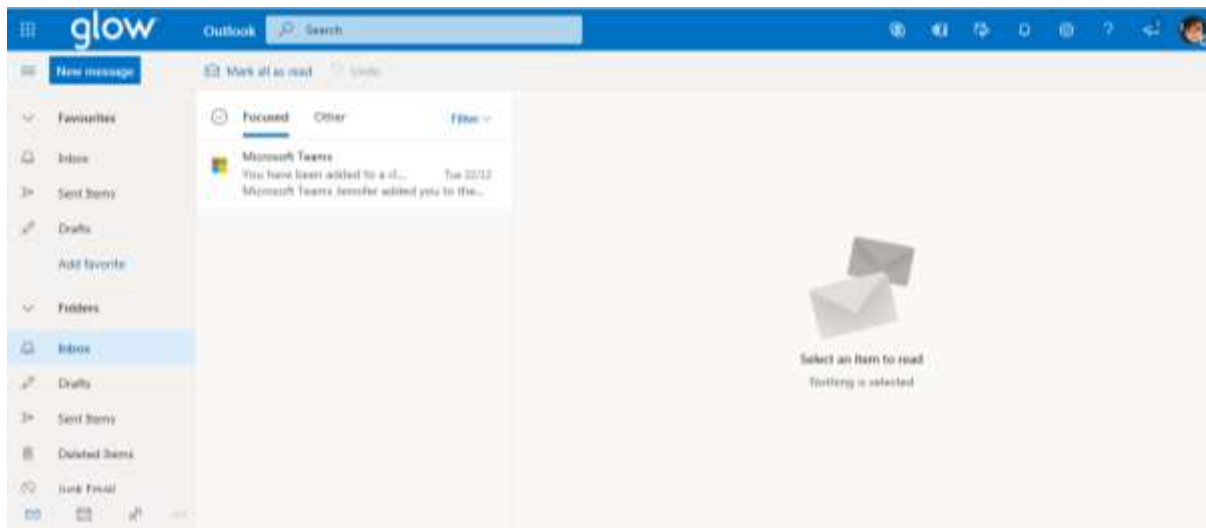 glow
Outlook
Search
New message
Mark all as read
Undo
Favourites
Inbox
Sent Items
Drafts
Add favorite
Folders
Inbox
Drafts
Sent Items
Deleted Items
Junk Email
Focused Other Filter
Microsoft Teams
You have been added to a cl... Tue 22/12
Microsoft Teams Jennifer added you to the...
Select an item to read
Nothing is selected